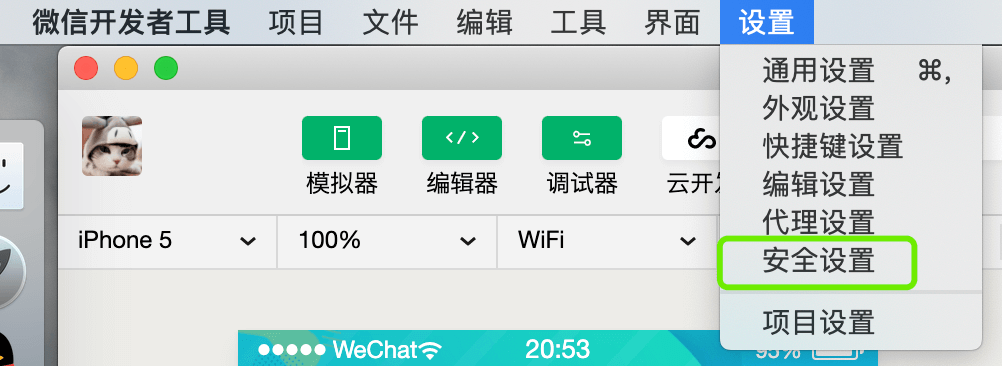 微信开发者工具 项目 文件 编辑 工具 界面 设置
通用设置 ⌘,
外观设置
快捷键设置
编辑设置
代理设置
安全设置
项目设置
模拟器 编辑器 调试器 云开
iPhone 5 100% WiFi
WeChat 20:53 95%